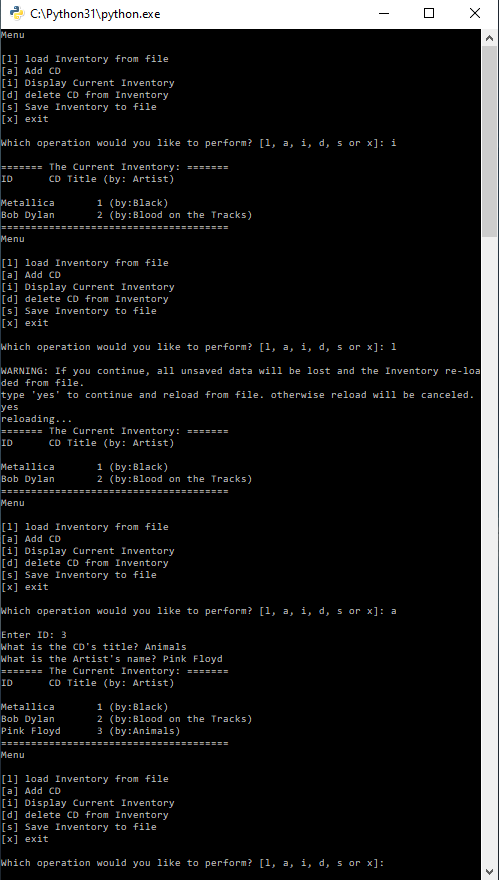 C:\Python31\python.exe
Menu
[l] load Inventory from file
[a] Add CD
[i] Display Current Inventory
[d] delete CD from Inventory
[s] Save Inventory to file
[x] exit
Which operation would you like to perform? [l, a, i, d, s or x]: i
======= The Current Inventory: =======
ID      CD Title (by: Artist)
Metallica       1 (by:Black)
Bob Dylan       2 (by:Blood on the Tracks)
======================================
Menu
[l] load Inventory from file
[a] Add CD
[i] Display Current Inventory
[d] delete CD from Inventory
[s] Save Inventory to file
[x] exit
Which operation would you like to perform? [l, a, i, d, s or x]: l
WARNING: If you continue, all unsaved data will be lost and the Inventory re-loa
ded from file.
type 'yes' to continue and reload from file. otherwise reload will be canceled.
yes
reloading...
======= The Current Inventory: =======
ID      CD Title (by: Artist)
Metallica       1 (by:Black)
Bob Dylan       2 (by:Blood on the Tracks)
======================================
Menu
[l] load Inventory from file
[a] Add CD
[i] Display Current Inventory
[d] delete CD from Inventory
[s] Save Inventory to file
[x] exit
Which operation would you like to perform? [l, a, i, d, s or x]: a
Enter ID: 3
What is the CD's title? Animals
What is the Artist's name? Pink Floyd
======= The Current Inventory: =======
ID      CD Title (by: Artist)
Metallica       1 (by:Black)
Bob Dylan       2 (by:Blood on the Tracks)
Pink Floyd      3 (by:Animals)
======================================
Menu
[l] load Inventory from file
[a] Add CD
[i] Display Current Inventory
[d] delete CD from Inventory
[s] Save Inventory to file
[x] exit
Which operation would you like to perform? [l, a, i, d, s or x]: